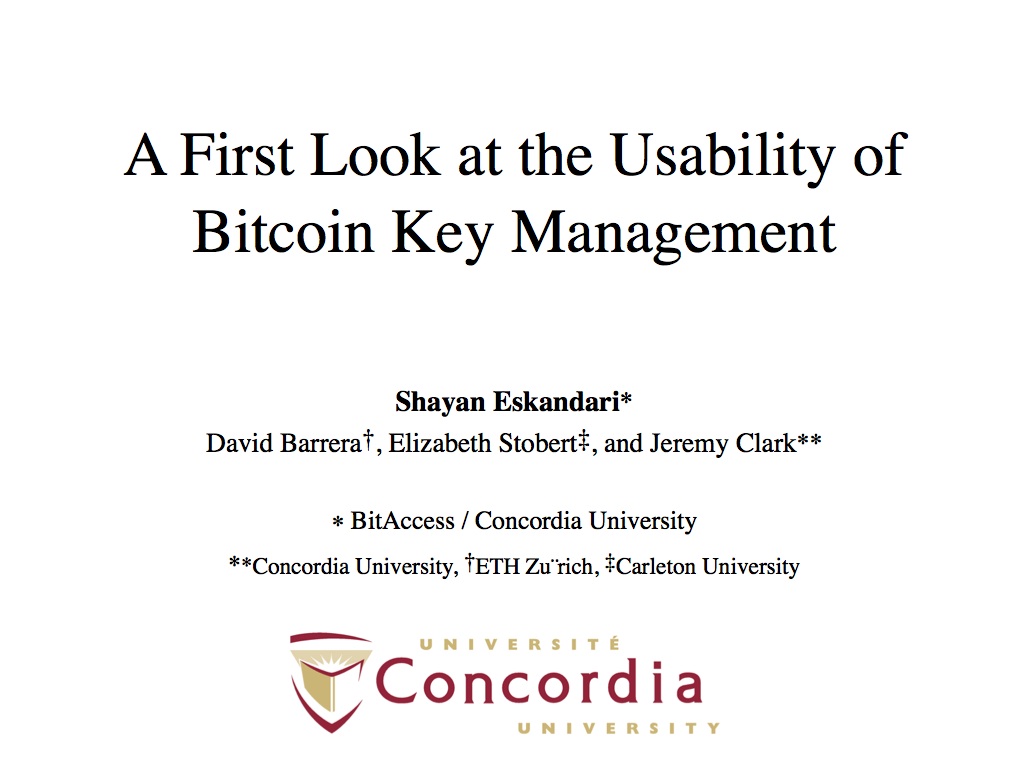 A First Look at the Usability of
Bitcoin Key Management
Shayan Eskandari*
David Barrera†, Elizabeth Stobert‡, and Jeremy Clark**
* BitAccess / Concordia University
**Concordia University, †ETH Zu¨rich, ‡Carleton University
UNIVERSITÉ
Concordia
UNIVERSITY